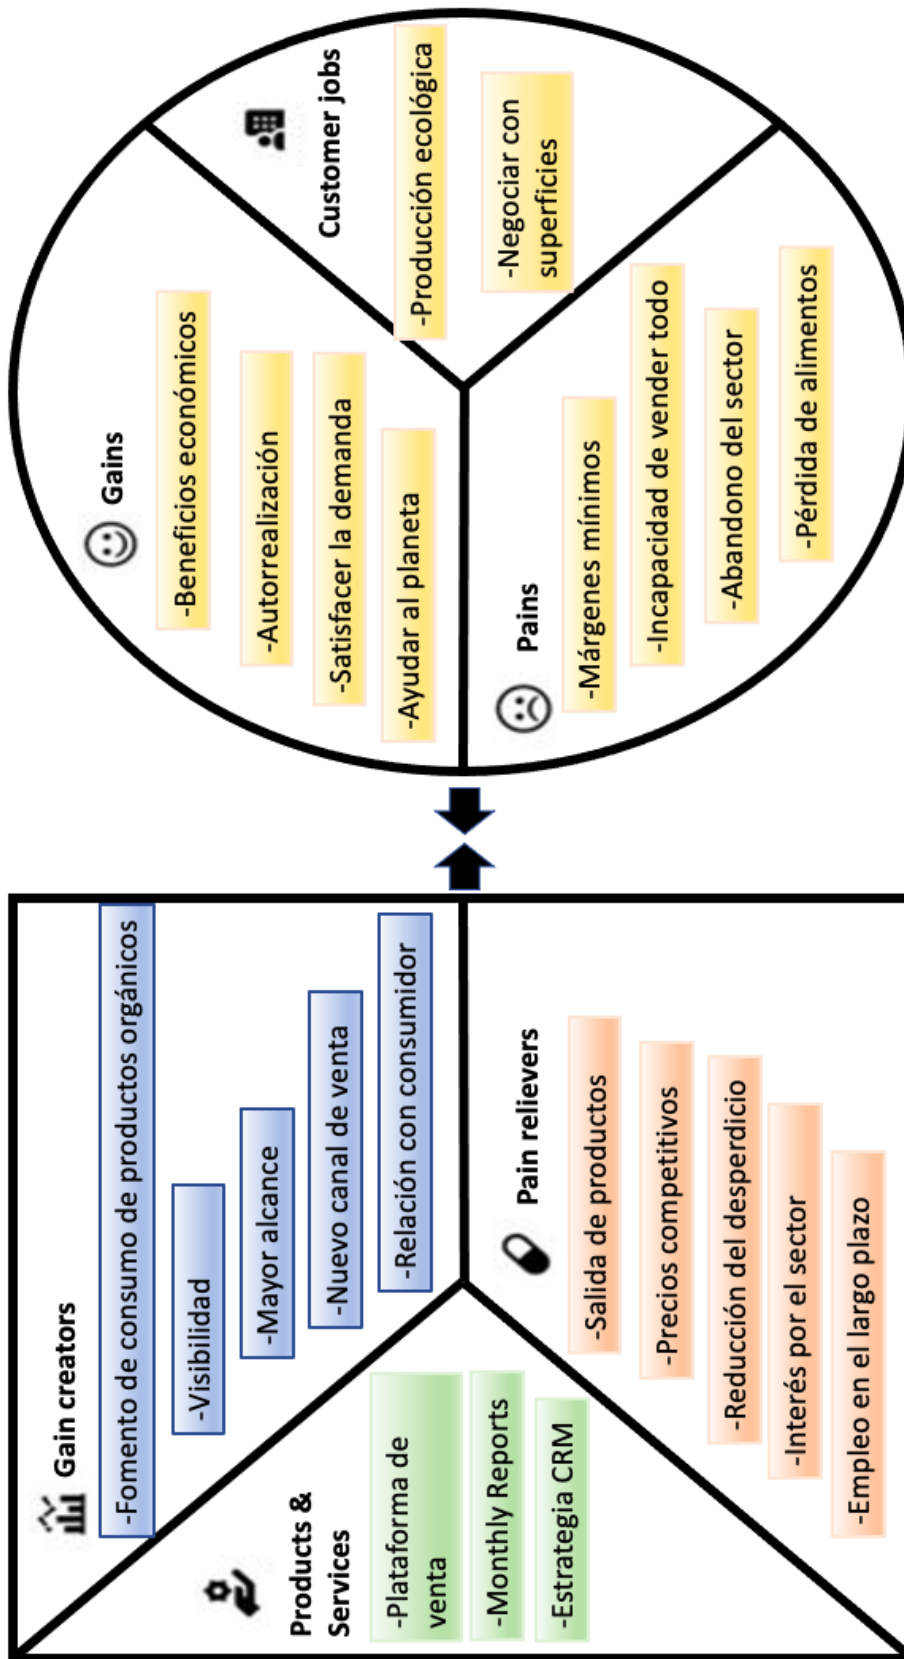 Gain creators
-Fomento de consumo de productos orgánicos
-Visibilidad
-Mayor alcance
-Nuevo canal de venta
-Relación con consumidor
Products &
Services
-Plataforma de
venta
-Monthly Reports
-Estrategia CRM
Pain relievers
-Salida de productos
-Precios competitivos
-Reducción del desperdicio
-Interés por el sector
-Empleo en el largo plazo
Gains
-Beneficios económicos
-Autorrealización
-Satisfacer la demanda
-Ayudar al planeta
Customer jobs
-Producción ecológica
-Negociar con
superficies
Pains
-Márgenes mínimos
-Incapacidad de vender todo
-Abandono del sector
-Pérdida de alimentos